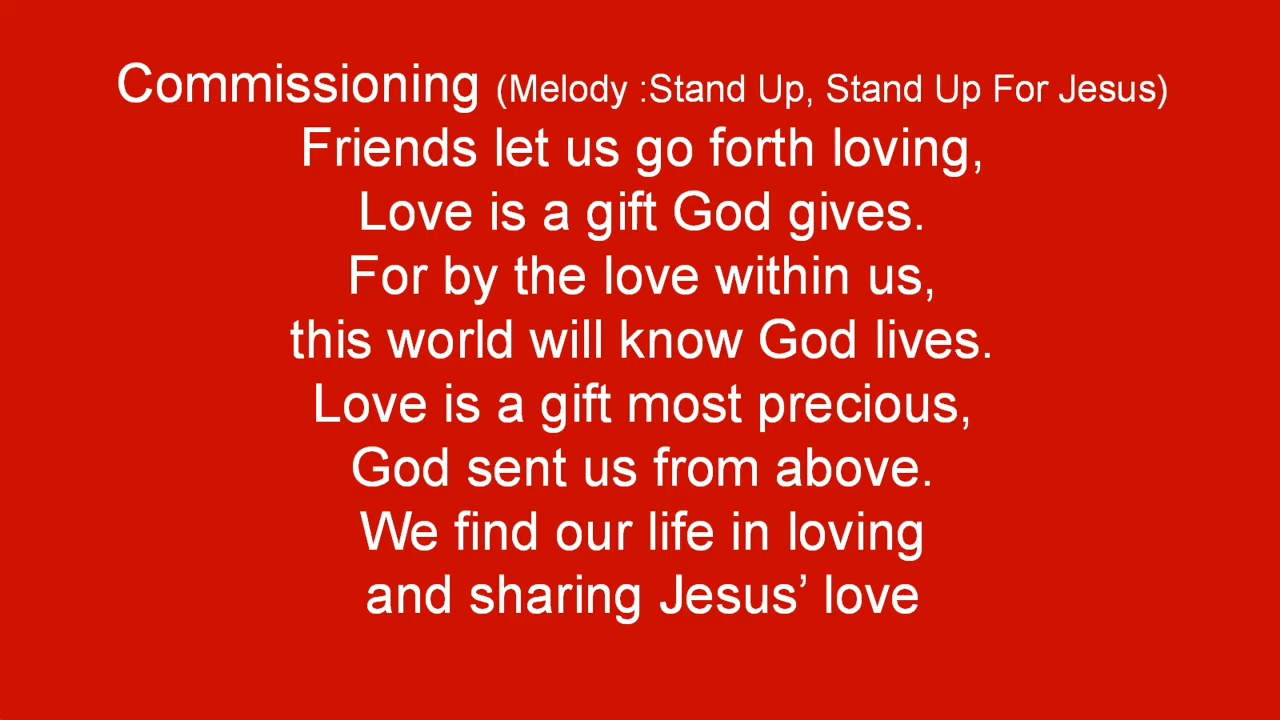 Commissioning (Melody :Stand Up, Stand Up For Jesus)
Friends let us go forth loving,
Love is a gift God gives.
For by the love within us,
this world will know God lives.
Love is a gift most precious,
God sent us from above.
We find our life in loving
and sharing Jesus’ love